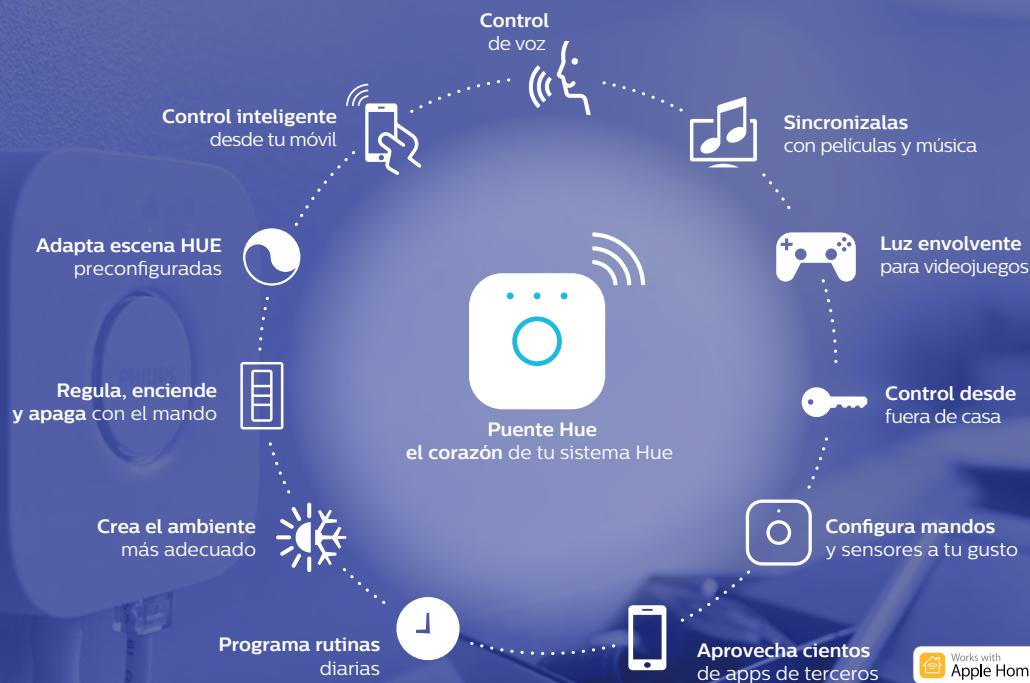 Control
de voz
Control inteligente
desde tu móvil
Sincronizalas
con películas y música
Adapta escena HUE
preconfiguradas
Luz envolvente
para videojuegos
Regula, enciende
y apaga con el mando
Control desde
fuera de casa
Puente Hue
el corazón de tu sistema Hue
Crea el ambiente
más adecuado
Configura mandos
y sensores a tu gusto
Programa rutinas
diarias
Aprovecha cientos
de apps de terceros
Works with
Apple Hom
PHILIPS